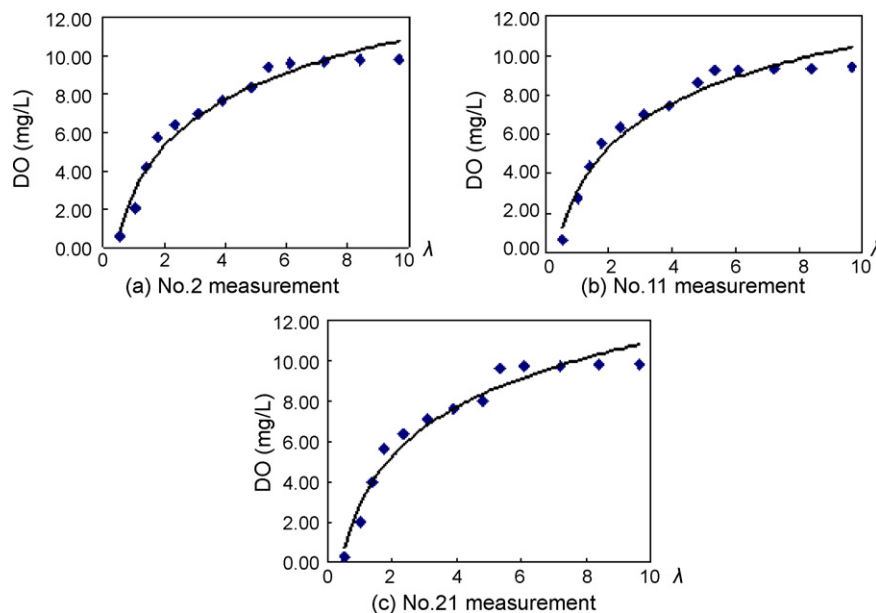 12.00
10.00
8.00
6.00
4.00
2.00
0.00
DO (mg/L)
0 2 4 6 8 10 λ
(a) No.2 measurement
12.00
10.00
8.00
6.00
4.00
2.00
0.00
DO (mg/L)
0 2 4 6 8 10 λ
(b) No.11 measurement
12.00
10.00
8.00
6.00
4.00
2.00
0.00
DO (mg/L)
0 2 4 6 8 10 λ
(c) No.21 measurement